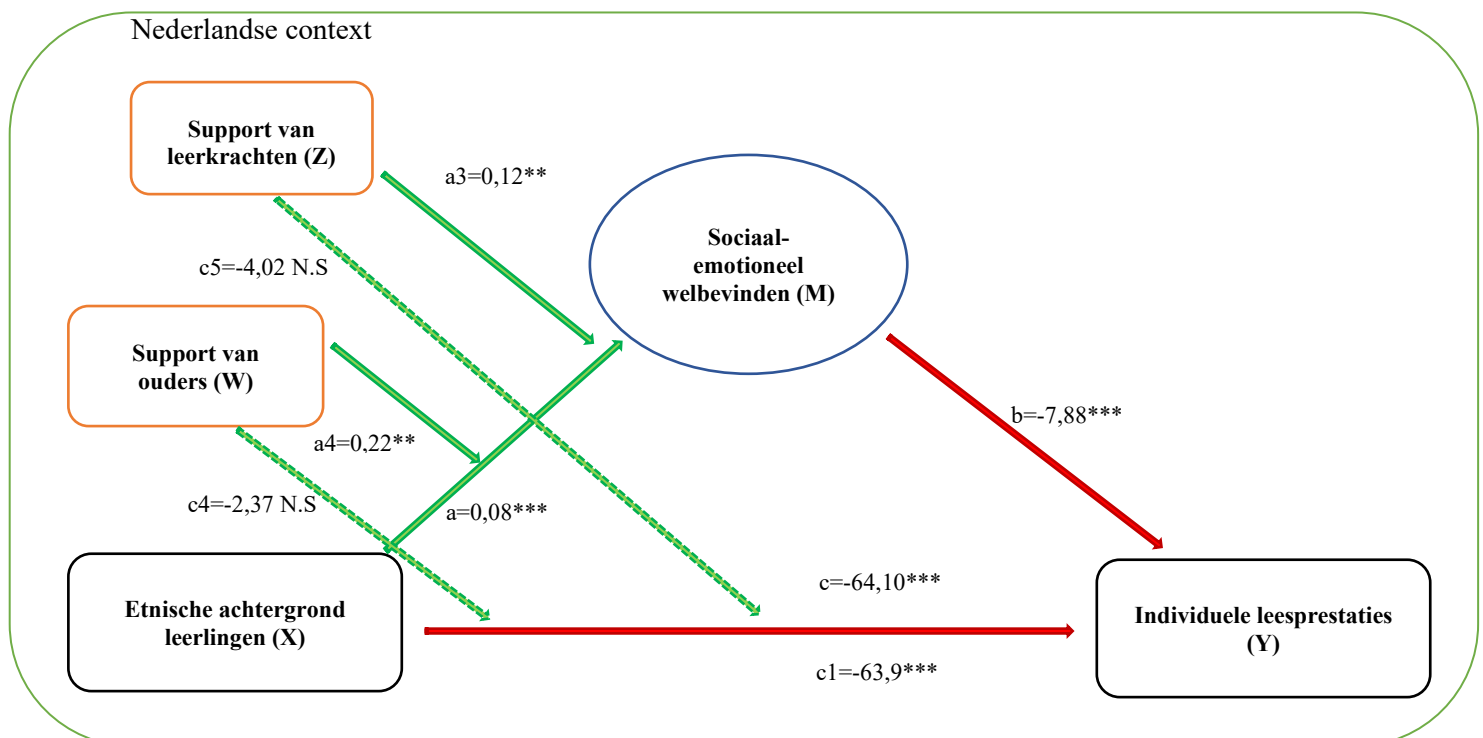 Nederlandse context
Support van
leerkrachten (Z)
a3=0,12**
Sociaal-
emotioneel
welbevinden (M)
c5=-4,02 N.S
Support van
ouders (W)
a4=0,22**
b=-7,88***
c4=-2,37 N.S
a=0,08***
Etnische achtergrond
leerlingen (X)
c=-64,10***
Individuele leesprestaties
(Y)
c1=-63,9***